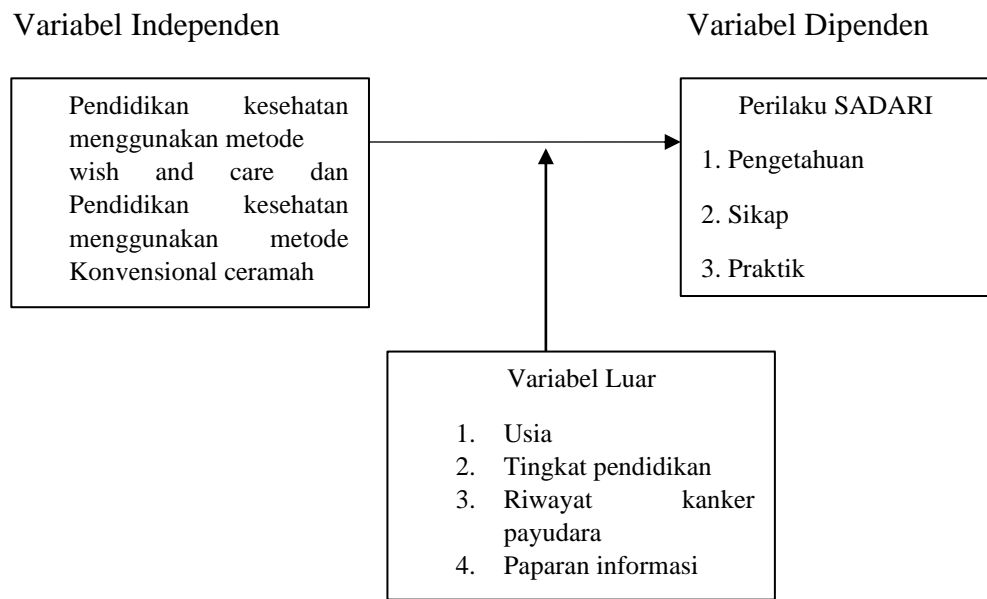 Variabel Independen
Variabel Dipenden
Pendidikan kesehatan
menggunakan metode
wish and care dan
Pendidikan kesehatan
menggunakan metode
Konvensional ceramah
Perilaku SADARI
1. Pengetahuan
2. Sikap
3. Praktik
Variabel Luar
1. Usia
2. Tingkat pendidikan
3. Riwayat kanker
payudara
4. Paparan informasi